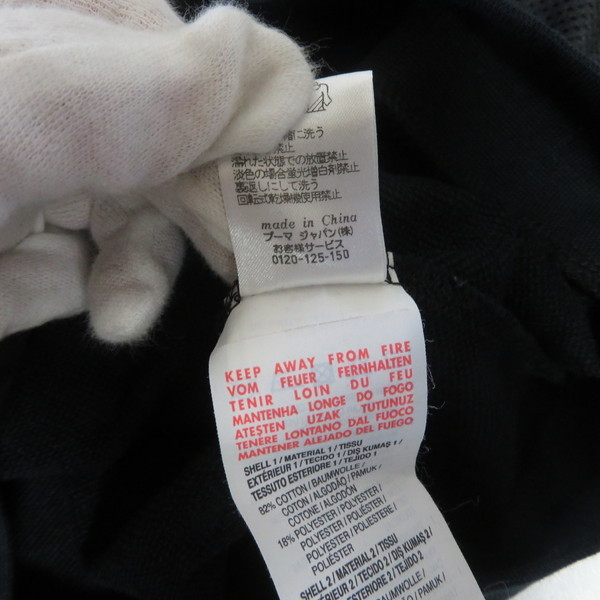 に洗う
禁止
濡れた状態での放置禁止
淡色の場合蛍光増白剤禁止
裏返しにして洗う
回転式乾燥機使用禁止
made in China
プーマ ジャパン(株)
お客様サービス
0120-125-150
KEEP AWAY FROM FIRE
VOM FEUER FERNHALTEN
TENIR LOIN DU FEU
MANTENHA LONGE DO FOGO
ATEŞTEN UZAK TUTUNUZ
TENERE LONTANO DAL FUOCO
MANTENER ALEJADO DEL FUEGO
SHELL 1 / MATERIAL 1 / TISSU
EXTÉRIEUR 1 / TECIDO 1 / DIŞ KUMAŞ 1 /
TESSUTO ESTERIORE 1 / TEJIDO 1
82% COTTON / BAUMWOLLE /
COTON / ALGODÃO / PAMUK /
COTONE / ALGODÓN
18% POLYESTER / POLYESTER /
POLYESTER / POLIÉSTER /
POLYESTER / POLIESTERE /
POLIÉSTER
SHELL 2 / MATERIAL 2 / TISSU
EXTÉRIEUR 2 / TECIDO 2 / DIŞ KUMAŞ 2 /
TESSUTO ESTERIORE 2 / TEJIDO 2
COTTON / BAUMWOLLE /
ALGODÃO / PAMUK /